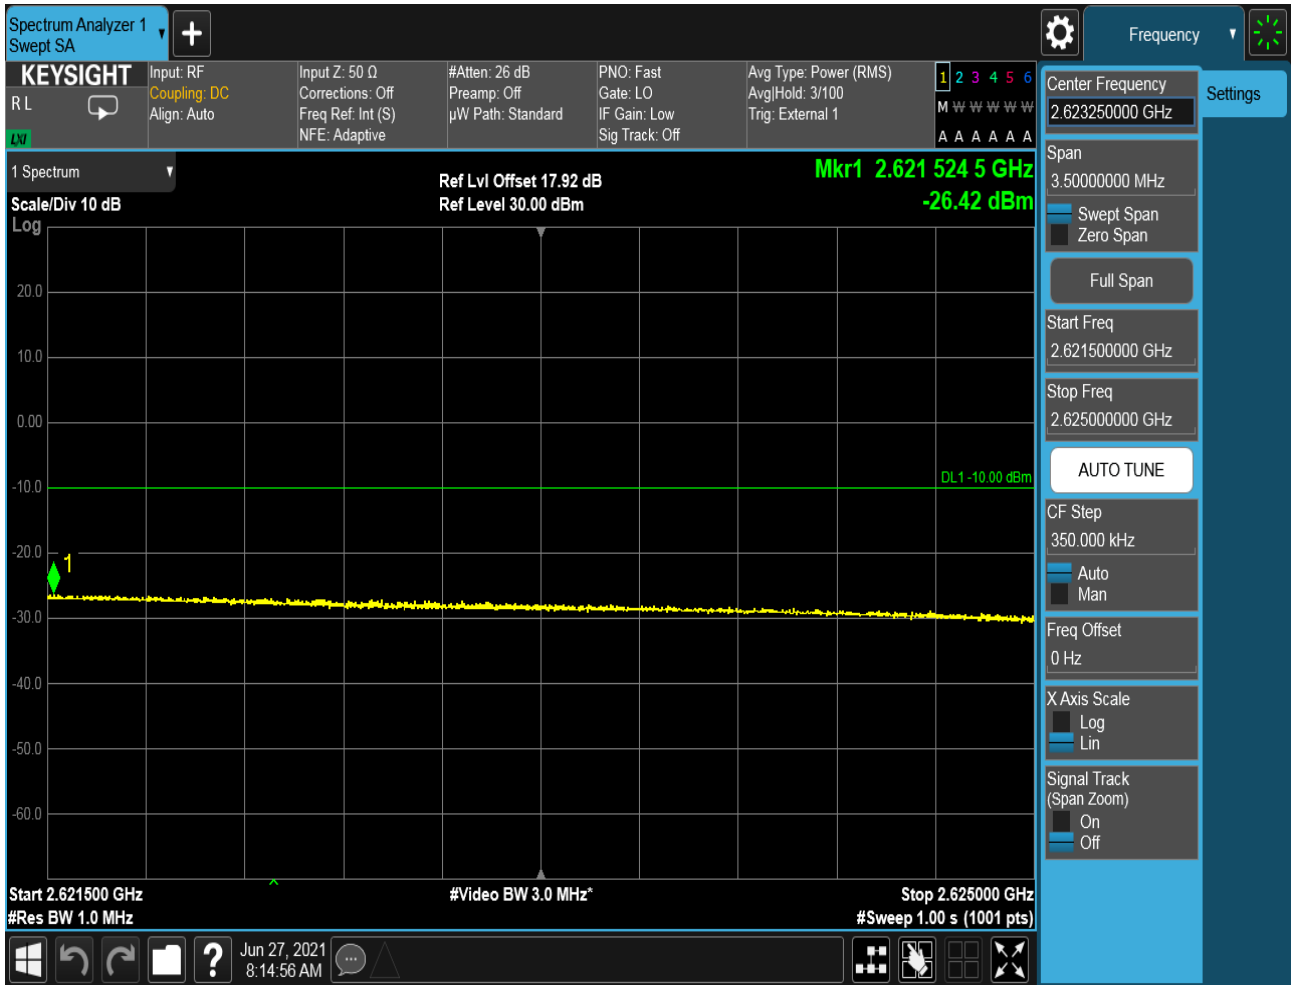 Spectrum Analyzer 1
Swept SA
Frequency
KEYSIGHT
R L
LXI
Input: RF
Coupling: DC
Align: Auto
Input Z: 50 Ω
Corrections: Off
Freq Ref: Int (S)
NFE: Adaptive
#Atten: 26 dB
Preamp: Off
µW Path: Standard
PNO: Fast
Gate: LO
IF Gain: Low
Sig Track: Off
Avg Type: Power (RMS)
Avg|Hold: 3/100
Trig: External 1
1 2 3 4 5 6
M W W W W W
A A A A A A
1 Spectrum
Scale/Div 10 dB
Log
Ref Lvl Offset 17.92 dB
Ref Level 30.00 dBm
Mkr1 2.621 524 5 GHz
-26.42 dBm
20.0
10.0
0.00
-10.0
-20.0
-30.0
-40.0
-50.0
-60.0
DL1 -10.00 dBm
1
Start 2.621500 GHz
#Res BW 1.0 MHz
#Video BW 3.0 MHz*
Stop 2.625000 GHz
#Sweep 1.00 s (1001 pts)
Jun 27, 2021
8:14:56 AM
?
Settings
Center Frequency
2.623250000 GHz
Span
3.50000000 MHz
Swept Span
Zero Span
Full Span
Start Freq
2.621500000 GHz
Stop Freq
2.625000000 GHz
AUTO TUNE
CF Step
350.000 kHz
Auto
Man
Freq Offset
0 Hz
X Axis Scale
Log
Lin
Signal Track
(Span Zoom)
On
Off